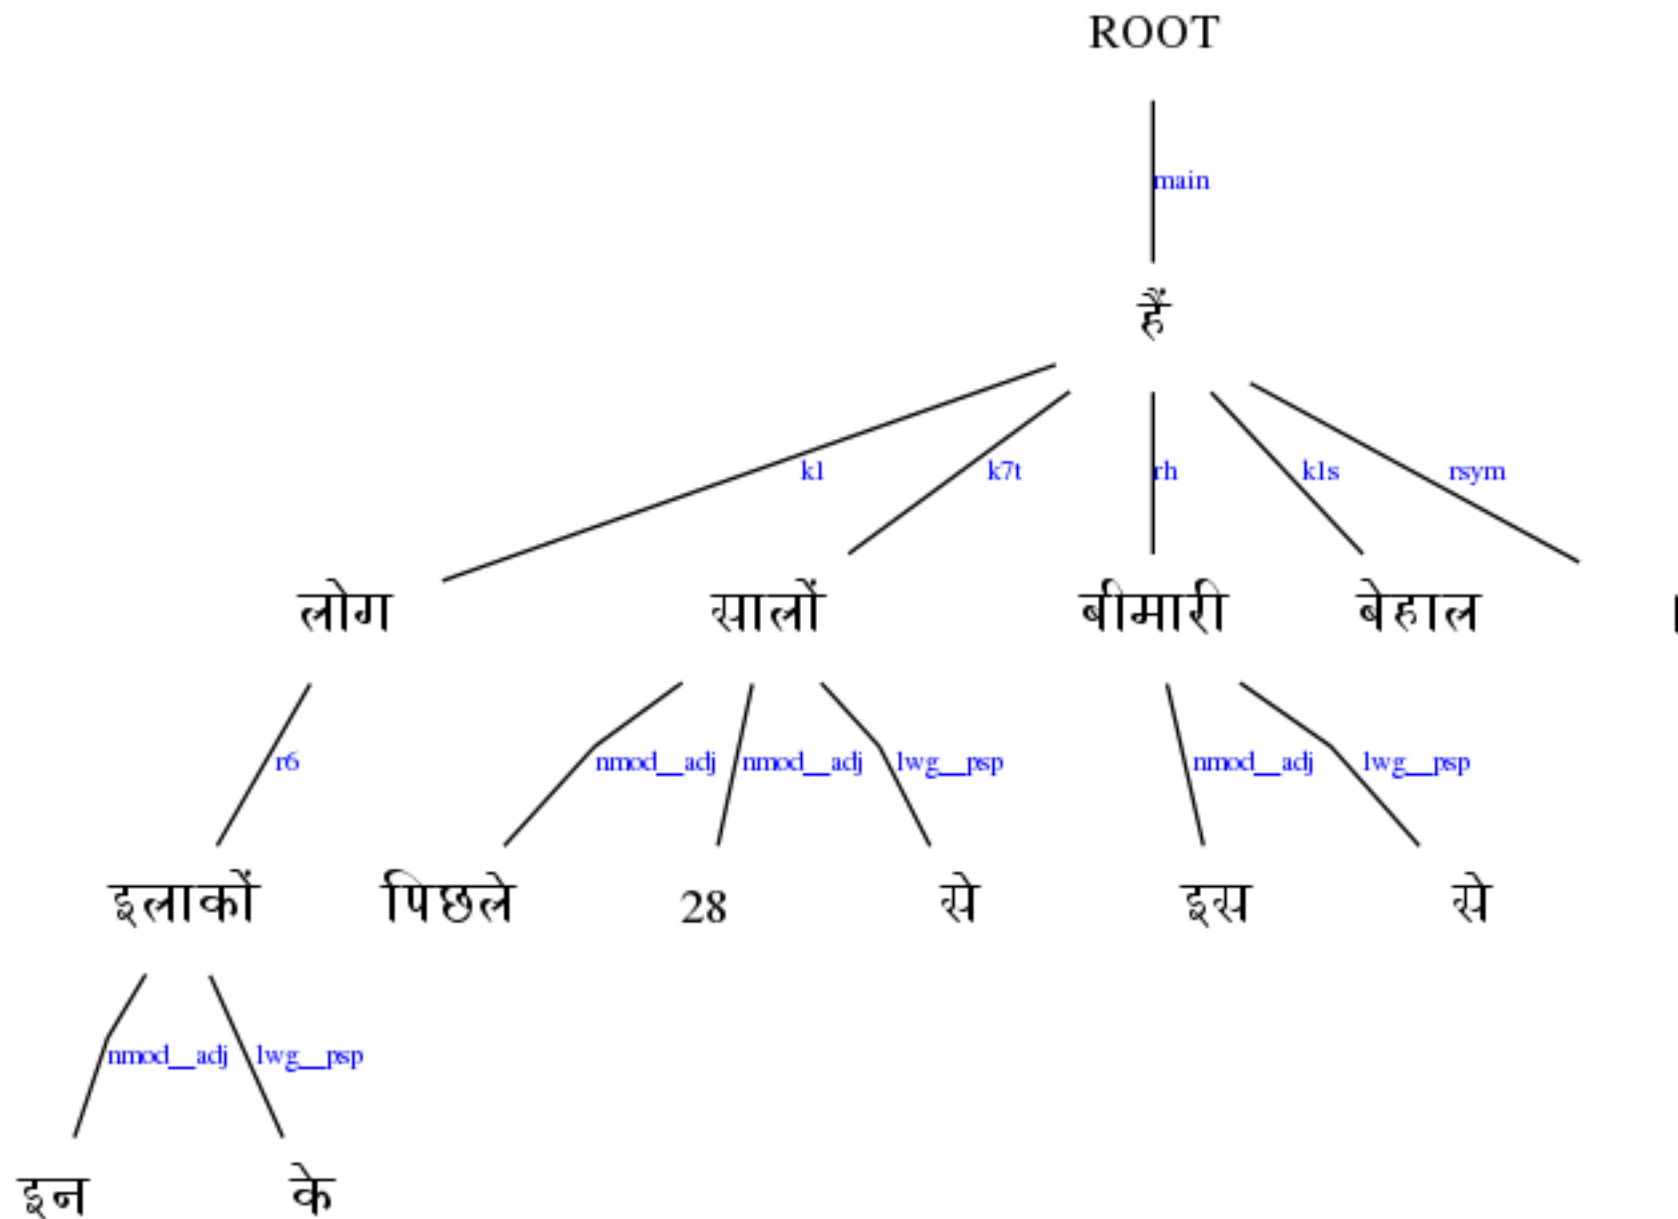 ROOT
main
हैं
k1 k7t rh k1s rsym
लोग सालों बीमारी बेहाल ।
r6 nmod__adj nmod__adj lwg__psp nmod__adj lwg__psp
इलाकों पिछले 28 से इस से
nmod__adj lwg__psp
इन के